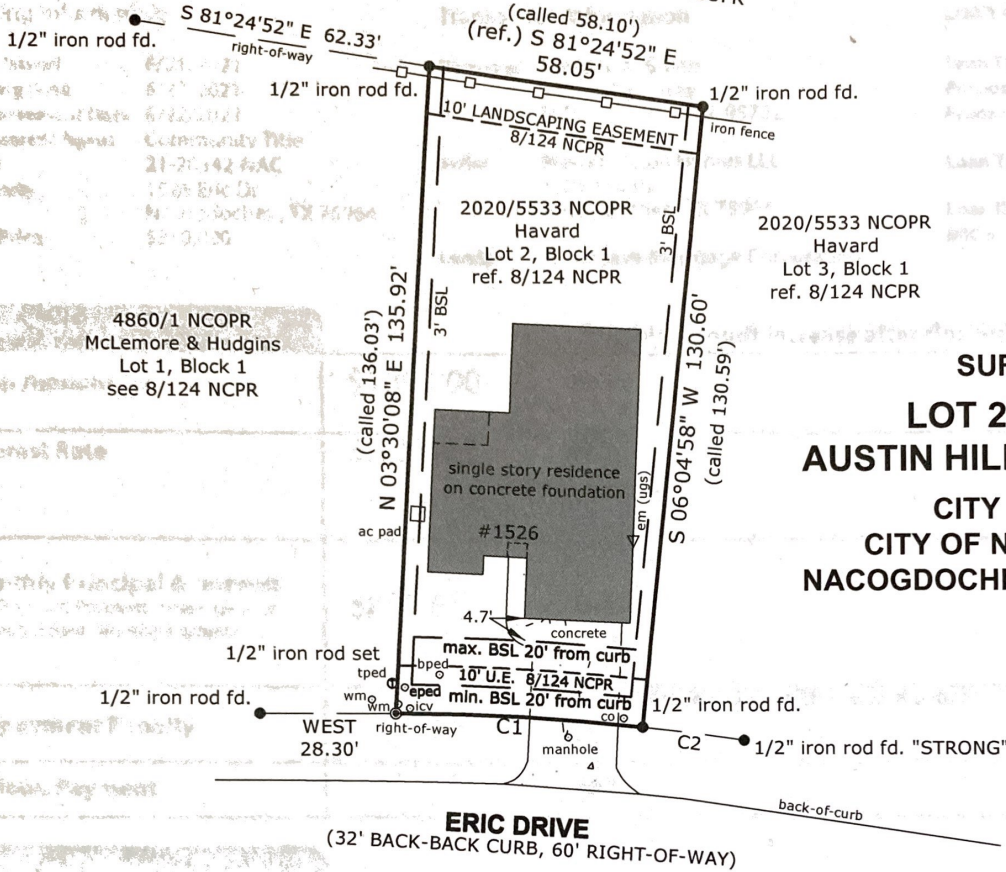 (called 58.10')
S 81°24'52" E 62.33'
(ref.) S 81°24'52" E
1/2" iron rod fd.
right-of-way
58.05'
1/2" iron rod fd.
1/2" iron rod fd.
10' LANDSCAPING EASEMENT
iron fence
8/124 NCPR
2020/5533 NCOPR
Havard
Lot 2, Block 1
ref. 8/124 NCPR
3' BSL
2020/5533 NCOPR
Havard
Lot 3, Block 1
ref. 8/124 NCPR
3' BSL
4860/1 NCOPR
McLemore & Hudgins
Lot 1, Block 1
see 8/124 NCPR
(called 136.03')
N 03°30'08" E 135.92'
S 06°04'58" W 130.60'
(called 130.59')
SUR
LOT 2
AUSTIN HILL
CITY
CITY OF N
NACOGDOCHE
single story residence
on concrete foundation
em (ugs)
ac pad
#1526
4.7'
concrete
max. BSL 20' from curb
1/2" iron rod set
bped
tped
10' U.E. 8/124 NCPR
eped
min. BSL 20' from curb
wm
wm
icv
co
1/2" iron rod fd.
1/2" iron rod fd.
WEST
28.30'
right-of-way
C1
C2
manhole
1/2" iron rod fd. "STRONG"
back-of-curb
ERIC DRIVE
(32' BACK-BACK CURB, 60' RIGHT-OF-WAY)